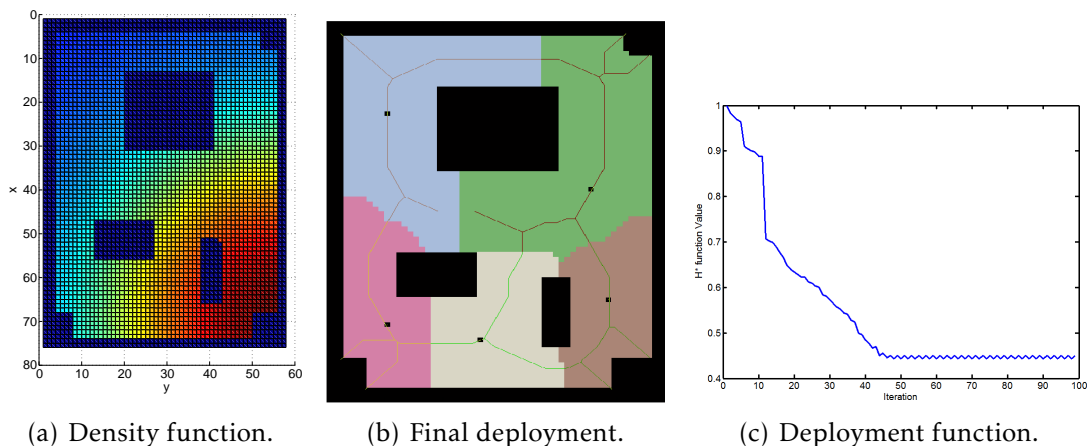 0
10
20
30
40
50
60
70
80
x
0 10 20 30 40 50 60
y
1
0.9
0.8
0.7
0.6
0.5
0.4
H* function Value
0 10 20 30 40 50 60 70 80 90 100
Iteration
(a) Density function.
(b) Final deployment.
(c) Deployment function.